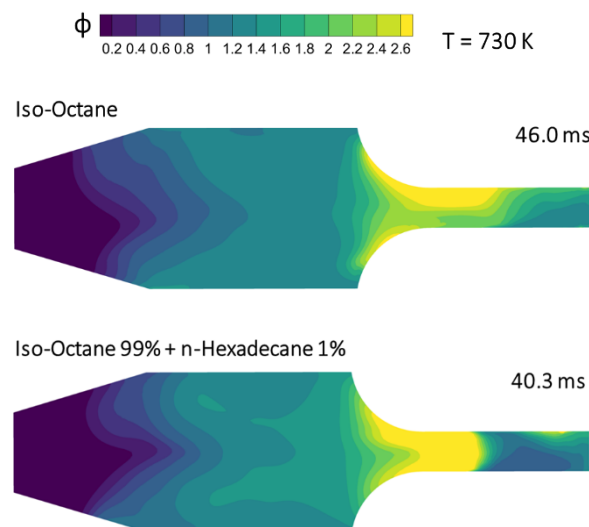 ϕ 0.2 0.4 0.6 0.8 1 1.2 1.4 1.6 1.8 2 2.2 2.4 2.6 T = 730 K
Iso-Octane
46.0 ms
Iso-Octane 99% + n-Hexadecane 1%
40.3 ms